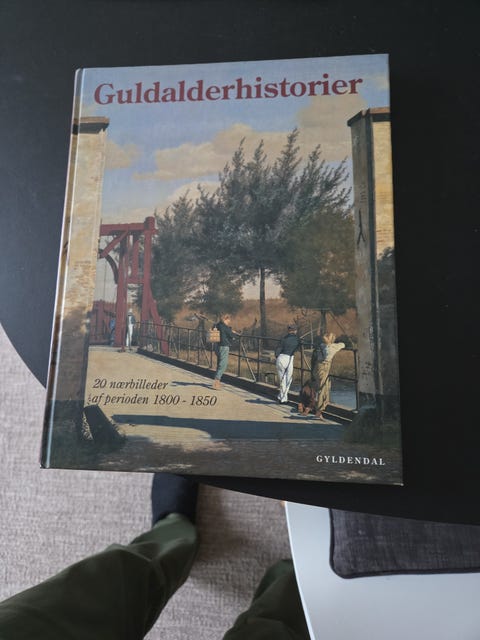 Guldalderhistorier
20 nærbilleder
af perioden 1800 - 1850
GYLDENDAL